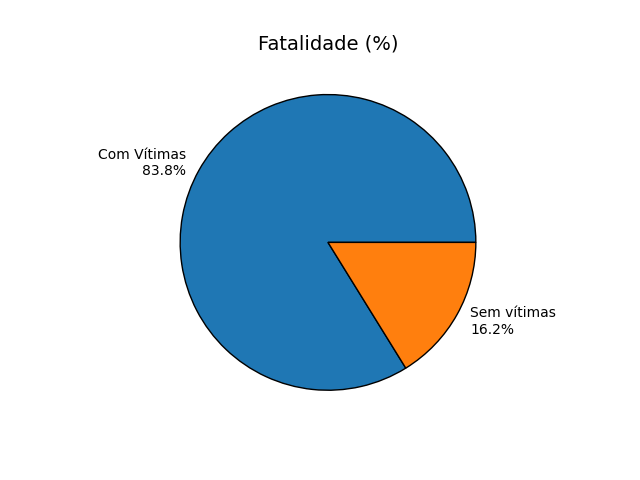 Fatalidade (%)
Com Vítimas
83.8%
Sem vítimas
16.2%